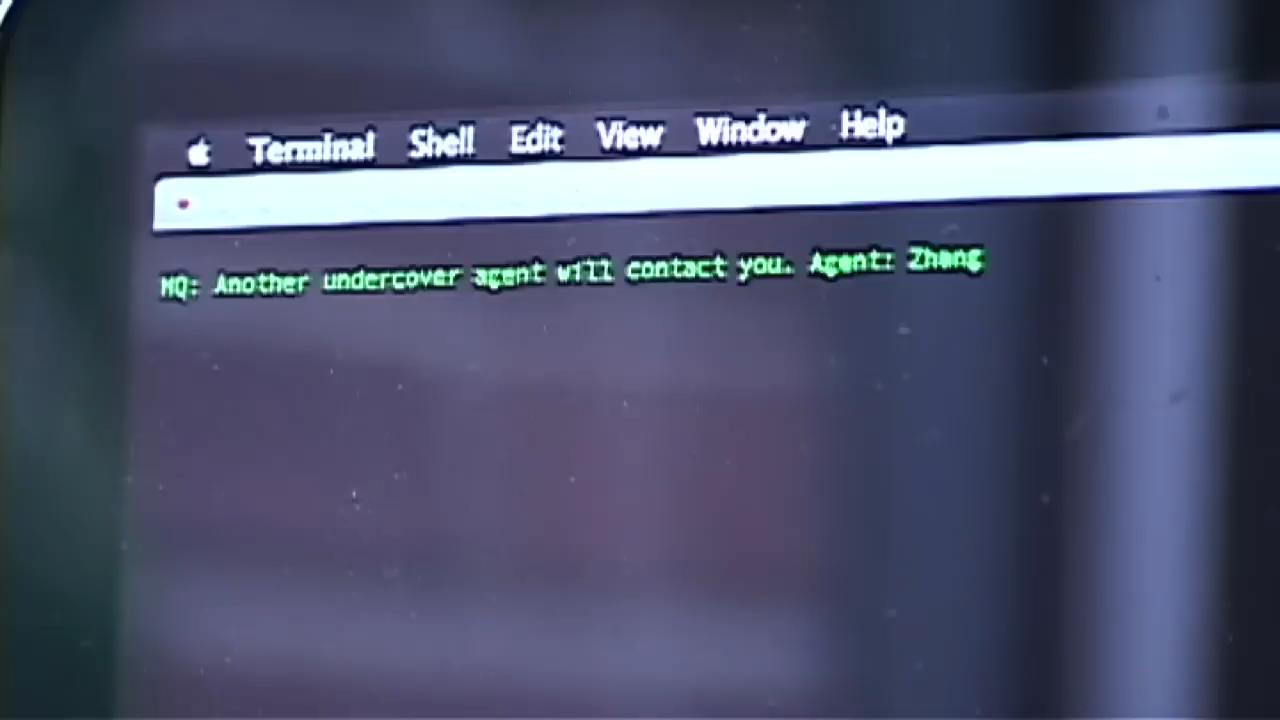 Terminal Shell Edit View Window Help
HQ: Another undercover agent will contact you. Agent: Zhang